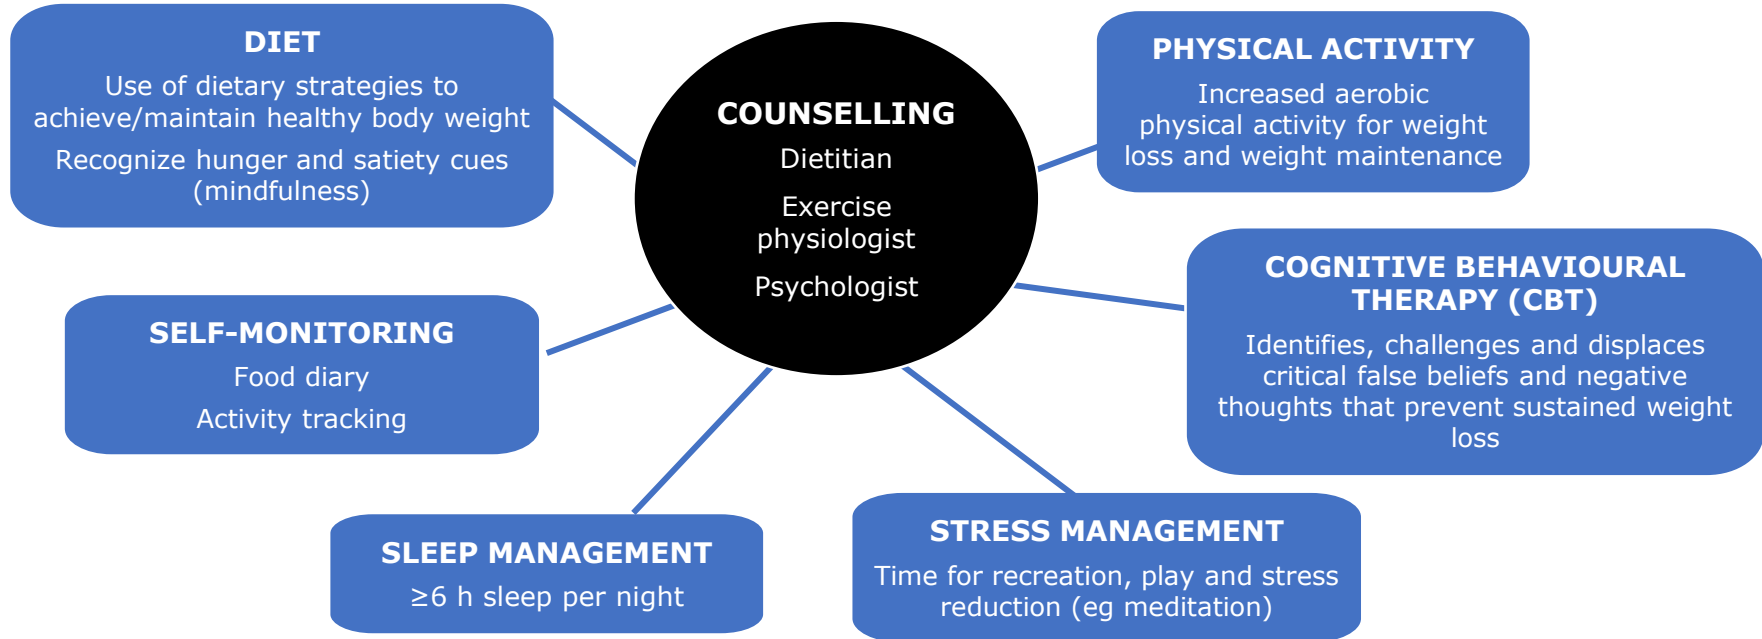 DIET
Use of dietary strategies to
achieve/maintain healthy body weight
Recognize hunger and satiety cues
(mindfulness)
COUNSELLING
Dietitian
Exercise
physiologist
Psychologist
PHYSICAL ACTIVITY
Increased aerobic
physical activity for weight
loss and weight maintenance
SELF-MONITORING
Food diary
Activity tracking
COGNITIVE BEHAVIOURAL
THERAPY (CBT)
Identifies, challenges and displaces
critical false beliefs and negative
thoughts that prevent sustained weight
loss
SLEEP MANAGEMENT
≥6 h sleep per night
STRESS MANAGEMENT
Time for recreation, play and stress
reduction (eg meditation)